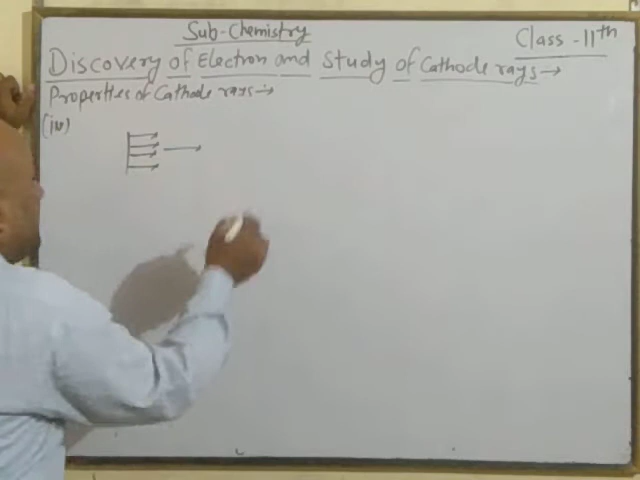 Sub-Chemistry
Class-11th
Discovery of Electron and Study of Cathode rays→
Properties of Cathode rays→
(iv)